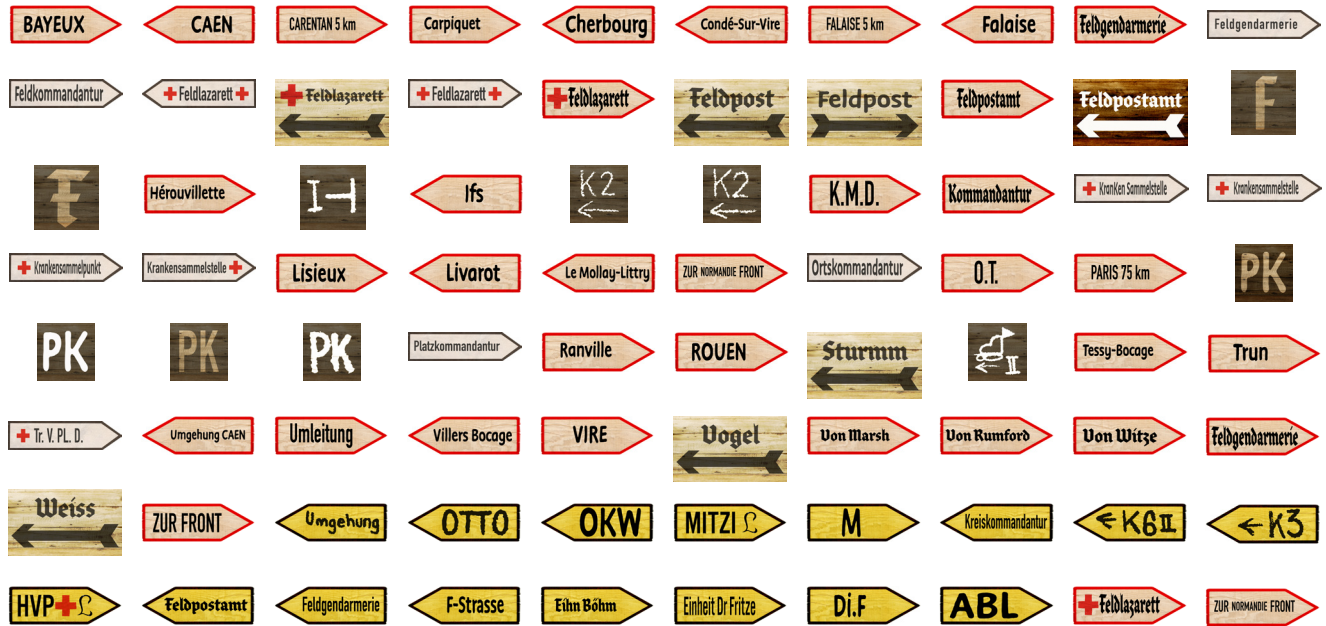 BAYEUX
CAEN
CARENTAN 5 km
Carpiquet
Cherbourg
Condé-Sur-Vire
FALAISE 5 km
Falaise
Feldgendarmerie
Feldgendarmerie
Feldkommandantur
Feldlazarett
Feldlazarett
Feldlazarett
Feldlazarett
Feldpost
Feldpost
Feldpostamt
Feldpostamt
F
F
Hérouvillette
I-I
Ifs
K2
K2
K.M.D.
Kommandantur
KranKen Sammelstelle
Krankensammelstelle
Krankensammelpunkt
Krankensammelstelle
Lisieux
Livarot
Le Mollay-Littry
ZUR NORMANDIE FRONT
Ortskommandantur
O.T.
PARIS 75 km
PK
PK
PK
PK
Platzkommandantur
Ranville
ROUEN
Sturmm
II
Tessy-Bocage
Trun
Tr. V. PL. D.
Umgehung CAEN
Umleitung
Villers Bocage
VIRE
Vogel
Von Marsh
Von Rumford
Von Witze
Feldgendarmerie
Weiss
ZUR FRONT
Umgehung
OTTO
OKW
MITZI L
M
Kreiskommandantur
K6II
K3
HVP L
Feldpostamt
Feldgendarmerie
F-Strasse
Eihn Böhm
Einheit Dr Fritze
Di.F
ABL
Feldlazarett
ZUR NORMANDIE FRONT